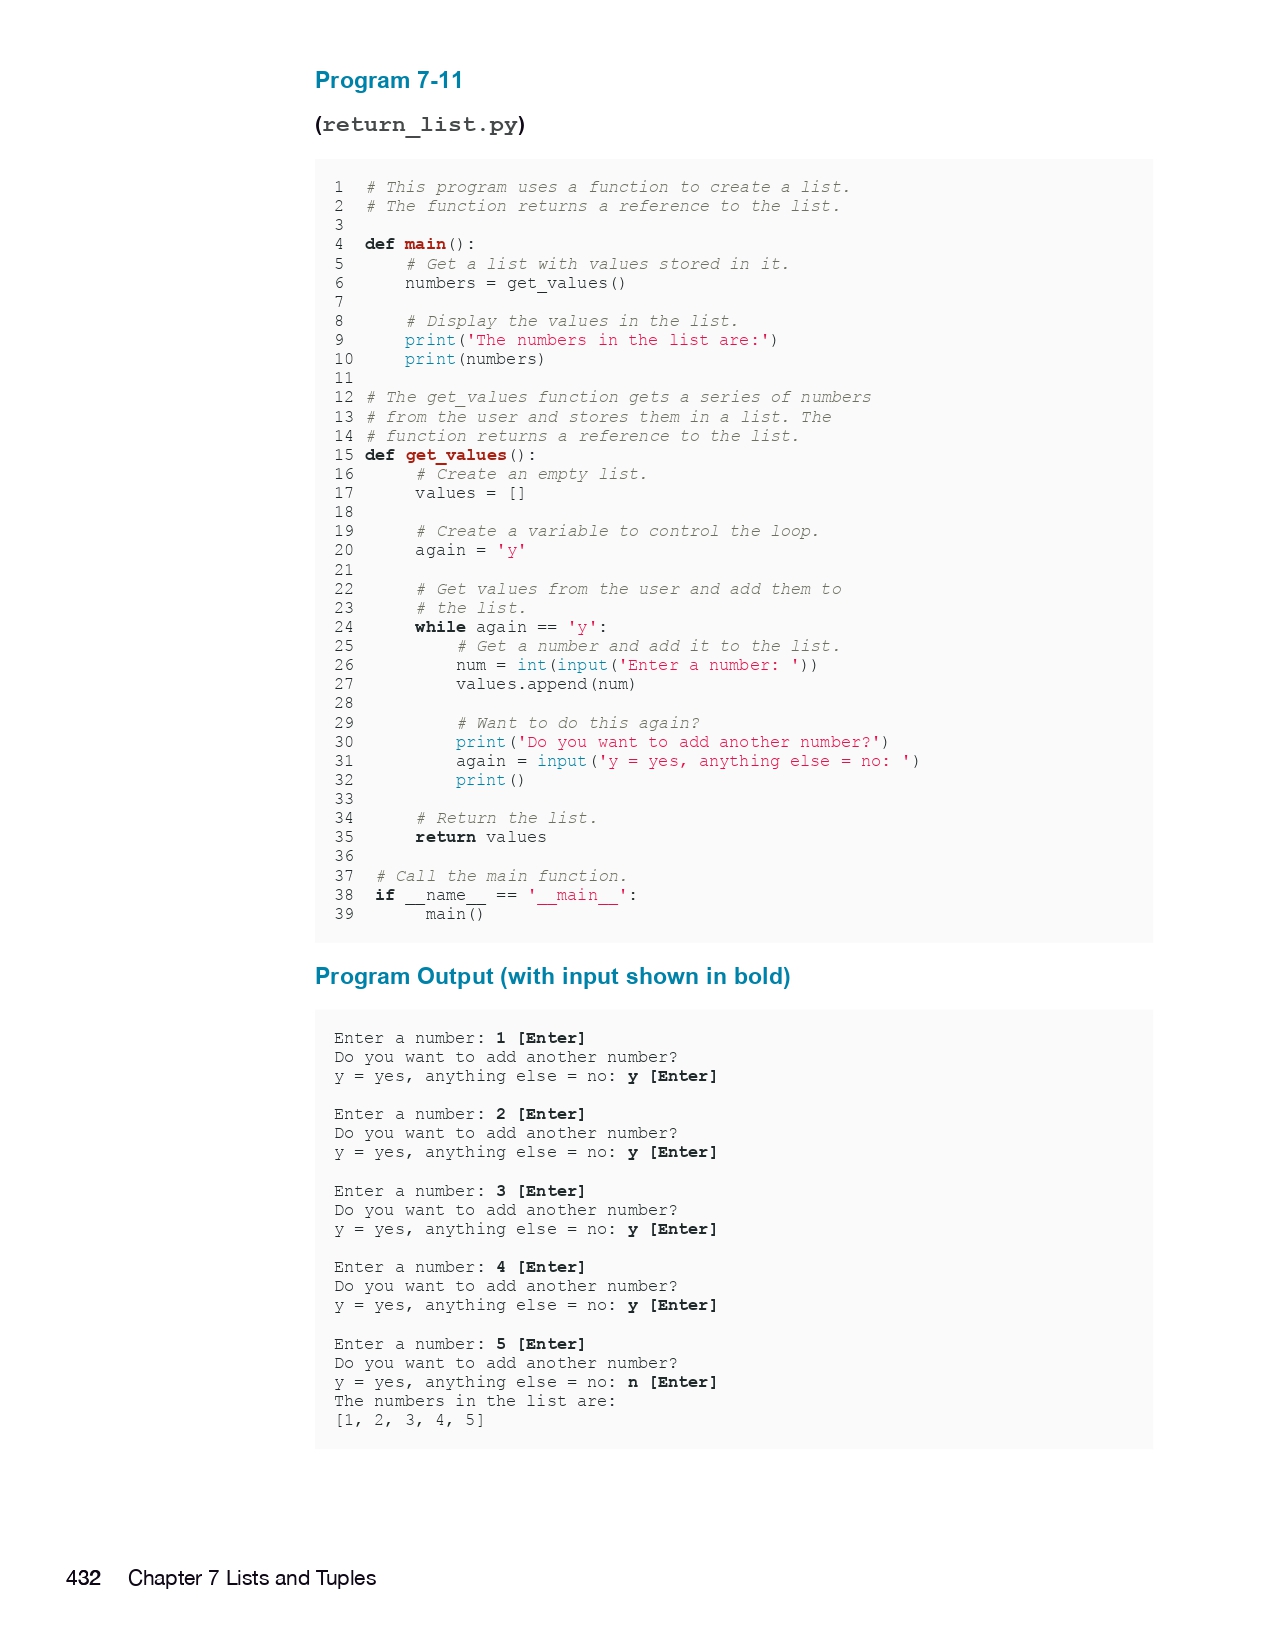 Program 7-11
(return_list.py)
1 # This program uses a function to create a list.
2 # The function returns a reference to the list.
3
4 def main():
5     # Get a list with values stored in it.
6     numbers = get_values()
7
8     # Display the values in the list.
9     print('The numbers in the list are:')
10     print(numbers)
11
12 # The get_values function gets a series of numbers
13 # from the user and stores them in a list. The
14 # function returns a reference to the list.
15 def get_values():
16     # Create an empty list.
17     values = []
18
19     # Create a variable to control the loop.
20     again = 'y'
21
22     # Get values from the user and add them to
23     # the list.
24     while again == 'y':
25         # Get a number and add it to the list.
26         num = int(input('Enter a number: '))
27         values.append(num)
28
29         # Want to do this again?
30         print('Do you want to add another number?')
31         again = input('y = yes, anything else = no: ')
32         print()
33
34     # Return the list.
35     return values
36
37 # Call the main function.
38 if __name__ == '__main__':
39     main()
Program Output (with input shown in bold)
Enter a number: 1 [Enter]
Do you want to add another number?
y = yes, anything else = no: y [Enter]
Enter a number: 2 [Enter]
Do you want to add another number?
y = yes, anything else = no: y [Enter]
Enter a number: 3 [Enter]
Do you want to add another number?
y = yes, anything else = no: y [Enter]
Enter a number: 4 [Enter]
Do you want to add another number?
y = yes, anything else = no: y [Enter]
Enter a number: 5 [Enter]
Do you want to add another number?
y = yes, anything else = no: n [Enter]
The numbers in the list are:
[1, 2, 3, 4, 5]
432 Chapter 7 Lists and Tuples